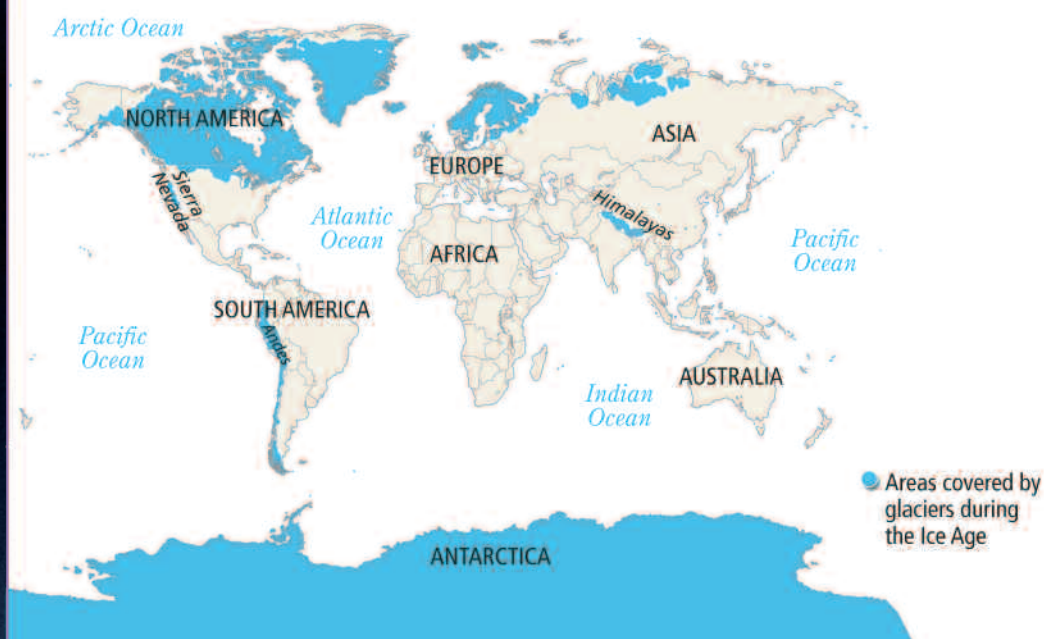 Arctic Ocean
NORTH AMERICA
ASIA
EUROPE
Sierra
Nevada
Himalayas
Atlantic
Ocean
Pacific
Ocean
AFRICA
SOUTH AMERICA
Andes
Pacific
Ocean
AUSTRALIA
Indian
Ocean
Areas covered by
glaciers during
the Ice Age
ANTARCTICA